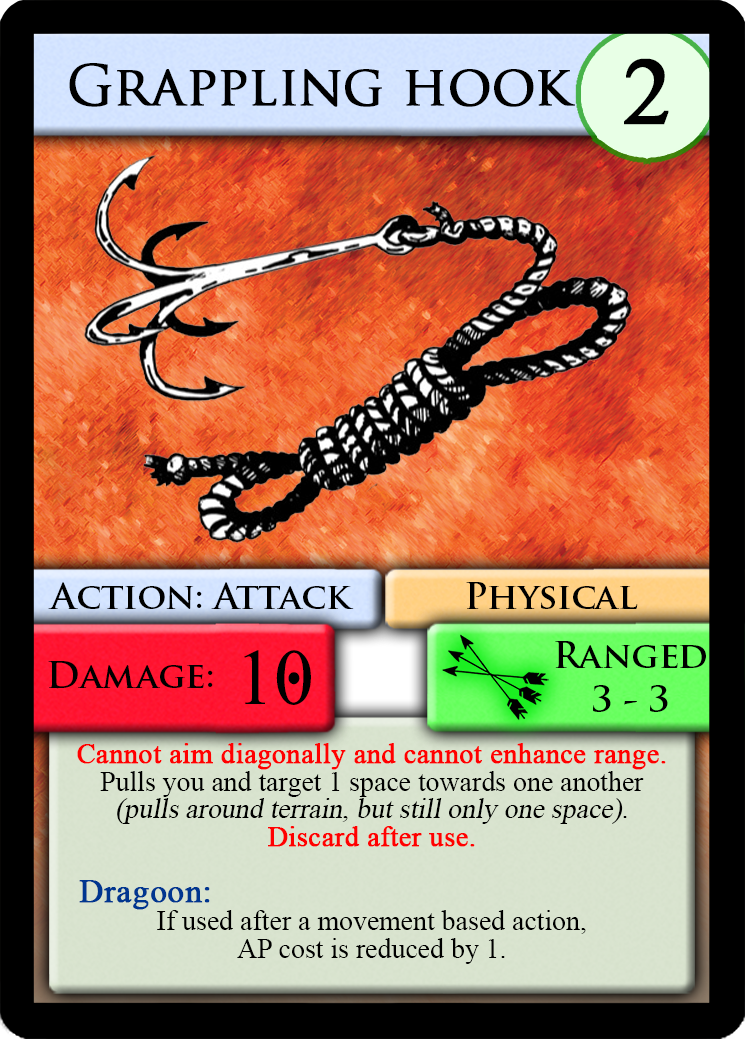 Grappling hook
2
Action: Attack
Physical
Damage: 10
Ranged
3 - 3
Cannot aim diagonally and cannot enhance range.
Pulls you and target 1 space towards one another
(pulls around terrain, but still only one space).
Discard after use.
Dragoon:
If used after a movement based action,
AP cost is reduced by 1.